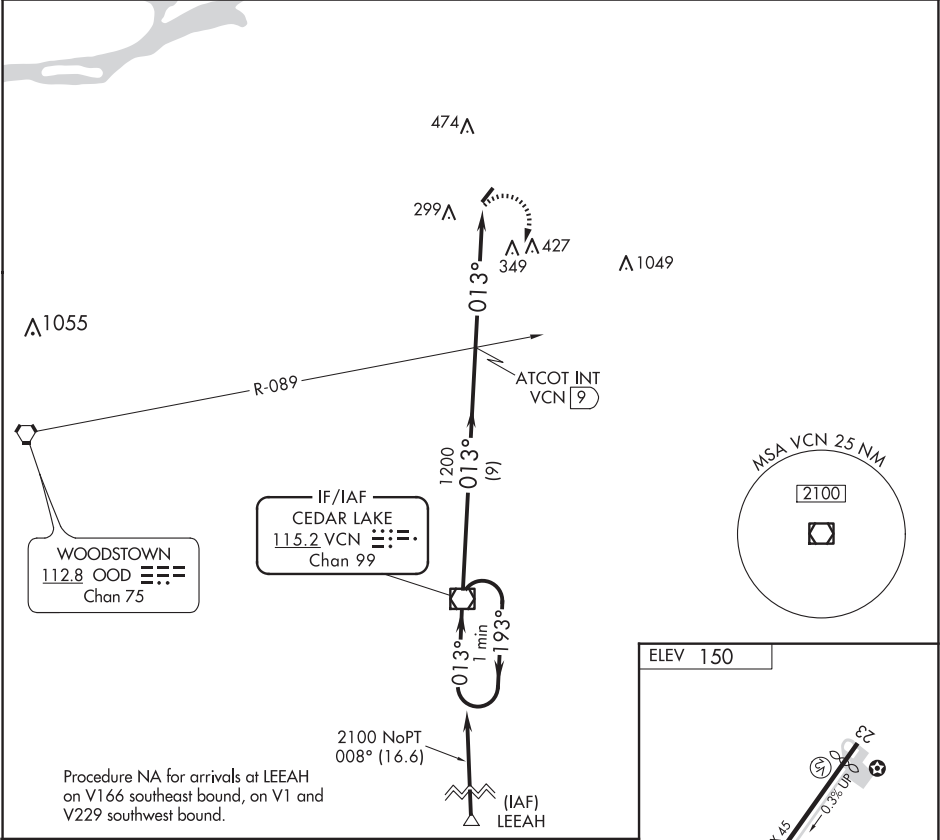 474
299
427
349
1049
013°
1055
R-089
ATCOT INT
VCN 9
1200
013°
(9)
MSA VCN 25 NM
2100
IF/IAF
CEDAR LAKE
115.2 VCN
Chan 99
WOODSTOWN
112.8 OOD
Chan 75
013°
1 min
193°
ELEV 150
2100 NoPT
008° (16.6)
(IAF)
LEEAH
Procedure NA for arrivals at LEEAH
on V166 southeast bound, on V1 and
V229 southwest bound.
23
0.3% UP
X 45